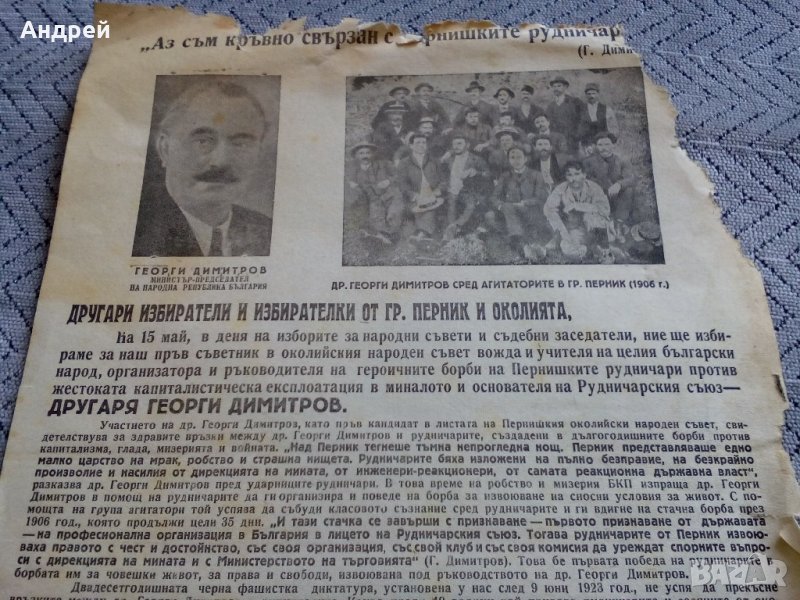 Андрей
„Аз съм кръвно свързан с пернишките рудничар
(Г. Дими
ГЕОРГИ ДИМИТРОВ
МИНИСТЪР-ПРЕДСЕДАТЕЛ
НА НАРОДНА РЕПУБЛИКА БЪЛГАРИЯ
ДР. ГЕОРГИ ДИМИТРОВ СРЕД АГИТАТОРИТЕ В ГР. ПЕРНИК (1906 г.)
ДРУГАРИ ИЗБИРАТЕЛИ И ИЗБИРАТЕЛКИ ОТ ГР. ПЕРНИК И ОКОЛИЯТА,
На 15 май, в деня на изборите за народни съвети и съдебни заседатели, ние ще изби-
раме за наш пръв съветник в околийския народен съвет вожда и учителя на целия български
народ, организатора и ръководителя на героичните борби на Пернишките рудничари против
жестоката капиталистическа експлоатация в миналото и основателя на Рудничарския съюз—
ДРУГАРЯ ГЕОРГИ ДИМИТРОВ.
Участието на др. Георги Димитров, като пръв кандидат в листата на Пернишкия околийски народен съвет, сви-
детелствува за здравите връзки между др. Георги Димитров и рудничарите, създадени в дългогодишните борби против
капитализма, глада, мизерията и войната. „Над Перник тегнеше тъмна непрогледна нощ. Перник представляваше едно
малко царство на мрак, робство и страшна нищета. Рудничарите бяха изложени на пълно безправие, на безкрайно
произволие и насилия от дирекцията на мината, от инженери-реакционери, от самата реакционна държавна власт",
разказва др. Георги Димитров пред ударниците рудничари. В това време на робство и мизерия БКП изпраща др. Георги
Димитров в помощ на рудничарите да ги организира и поведе на борба за извоюване на сносни условия за живот. С по-
мощта на група агитатори той успява да събуди класовото съзнание сред рудничарите и ги вдигне на стачна борба през
1906 год., която продължи цели 35 дни. „И тази стачка се завърши с признаване — първото признаване от държавата
—на професионална организация в България в лицето на Рудничарския съюз. Тогава рудничарите от Перник извою-
ваха правото с чест и достойнство, със своя организация, със свой клуб и със своя комисия да уреждат спорните въпро-
си с дирекцията на мината и с Министерството на търговията" (Г. Димитров). Това бе първата победа на рудничарите в
борбата им за човешки живот, за права и свободи, извоювана под ръководството на др. Георги Димитров.
Двадесетгодишната черна фашистка диктатура, установена у нас след 9 юни 1923 год., не успя да прекъсне